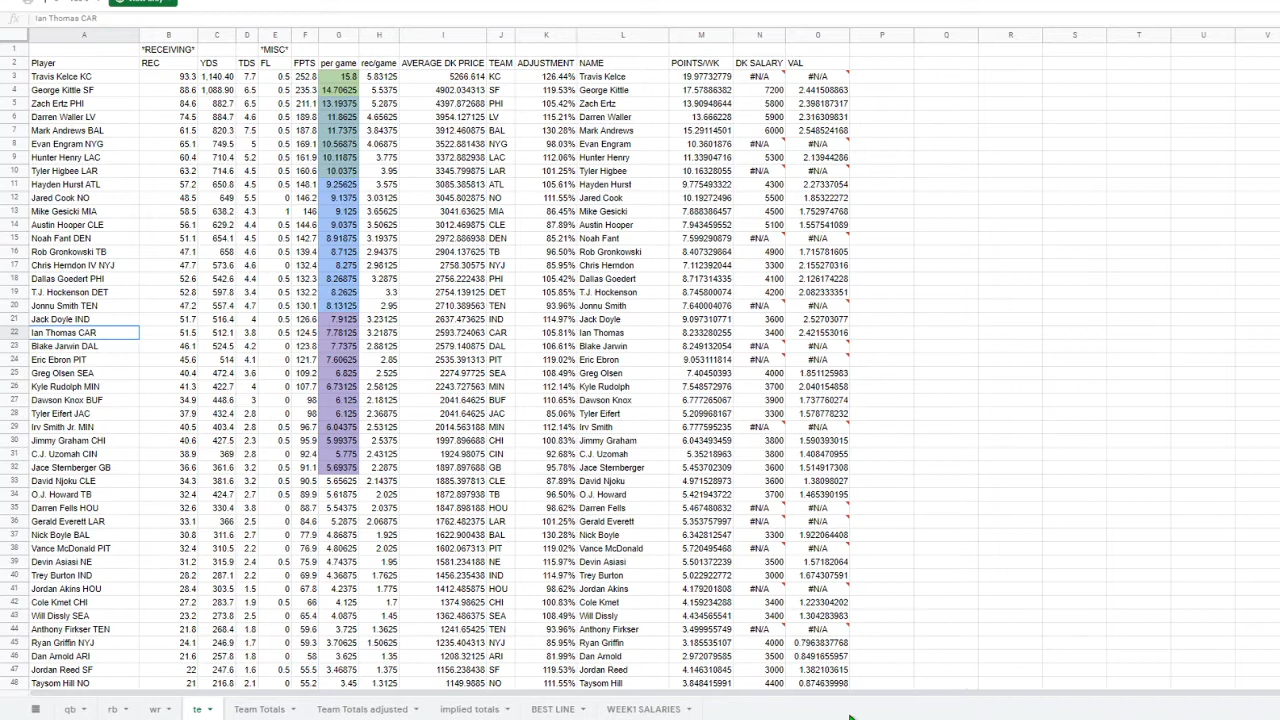 Ian Thomas CAR
A B C D E F G H I J K L M N O P Q R S T U V
1 *RECEIVING* *MISC*
2 Player REC YDS TDS FL FPTS per game rec/game AVERAGE DK PRICE TEAM ADJUSTMENT NAME POINTS/WK DK SALARY VAL
3 Travis Kelce KC 93.3 1,140.40 7.7 0.5 252.8 15.8 5.83125 5266.614 KC 126.44% Travis Kelce 19.97732779 #N/A #N/A
4 George Kittle SF 88.6 1,088.90 6.5 0.5 235.3 14.70625 5.5375 4902.034313 SF 119.53% George Kittle 17.57886382 7200 2.441508863
5 Zach Ertz PHI 84.6 882.7 6.5 0.5 211.1 13.19375 5.2875 4397.872688 PHI 105.42% Zach Ertz 13.90948644 5800 2.398187317
6 Darren Waller LV 74.5 884.7 4.6 0.5 189.8 11.8625 4.65625 3954.127125 LV 115.21% Darren Waller 13.666228 5900 2.316309831
7 Mark Andrews BAL 61.5 820.3 7.5 0.5 187.8 11.7375 3.84375 3912.460875 BAL 130.28% Mark Andrews 15.29114501 6000 2.548524168
8 Evan Engram NYG 65.1 749.5 5 0.5 169.1 10.56875 4.06875 3522.881438 NYG 98.03% Evan Engram 10.3601876 #N/A #N/A
9 Hunter Henry LAC 60.4 710.4 5.2 0.5 161.9 10.11875 3.775 3372.882938 LAC 112.06% Hunter Henry 11.33904716 5300 2.13944286
10 Tyler Higbee LAR 63.2 714.6 4.5 0.5 160.6 10.0375 3.95 3345.799875 LAR 101.25% Tyler Higbee 10.16328055 #N/A #N/A
11 Hayden Hurst ATL 57.2 650.8 4.5 0.5 148.1 9.25625 3.575 3085.385813 ATL 105.61% Hayden Hurst 9.775493322 4300 2.27337054
12 Jared Cook NO 48.5 649 5.5 0 146.2 9.1375 3.03125 3045.802875 NO 111.55% Jared Cook 10.19272496 5500 1.85322272
13 Mike Gesicki MIA 58.5 638.2 4.3 1 146 9.125 3.65625 3041.63625 MIA 86.45% Mike Gesicki 7.888386457 4500 1.752974768
14 Austin Hooper CLE 56.1 629.2 4.4 0.5 144.6 9.0375 3.50625 3012.469288 CLE 87.89% Austin Hooper 7.943459552 5100 1.557541089
15 Noah Fant DEN 51.1 654.1 4.5 0.5 142.7 8.91875 3.19375 2972.886938 DEN 85.21% Noah Fant 7.599290879 #N/A #N/A
16 Rob Gronkowski TB 47.1 658 4.6 0.5 139.4 8.7125 2.94375 2904.137625 TB 96.50% Rob Gronkowski 8.407329864 4900 1.715781605
17 Chris Herndon IV NYJ 47.7 573.6 4.6 0 132.4 8.275 2.98125 2758.30575 NYJ 85.95% Chris Herndon 7.112392044 3300 2.155270316
18 Dallas Goedert PHI 52.6 542.6 4.4 0.5 132.3 8.26875 3.2875 2756.222438 PHI 105.42% Dallas Goedert 8.717314335 4100 2.126174228
19 T.J. Hockenson DET 52.8 597.8 3.4 0.5 132.2 8.2625 3.3 2754.139125 DET 105.85% T.J. Hockenson 8.745800074 4200 2.082333351
20 Jonnu Smith TEN 47.2 557.4 4.7 0.5 130.1 8.13125 2.95 2710.389563 TEN 93.96% Jonnu Smith 7.640004076 #N/A #N/A
21 Jack Doyle IND 51.7 516.4 4 0.5 126.6 7.9125 3.23125 2637.473625 IND 114.97% Jack Doyle 9.097310771 3600 2.52703077
22 Ian Thomas CAR 51.5 512.1 3.8 0.5 124.5 7.78125 3.21875 2593.724063 CAR 105.81% Ian Thomas 8.233280255 3400 2.421553016
23 Blake Jarwin DAL 46.1 524.5 4.2 0 123.8 7.7375 2.88125 2579.140875 DAL 106.61% Blake Jarwin 8.249132054 #N/A #N/A
24 Eric Ebron PIT 45.6 514 4.1 0 121.7 7.60625 2.85 2535.391313 PIT 119.02% Eric Ebron 9.053111814 #N/A #N/A
25 Greg Olsen SEA 40.4 472.4 3.6 0 109.2 6.825 2.525 2274.97725 SEA 108.49% Greg Olsen 7.40450393 4000 1.851125983
26 Kyle Rudolph MIN 41.3 422.7 4 0 107.7 6.73125 2.58125 2243.727563 MIN 112.14% Kyle Rudolph 7.548572976 3700 2.040154858
27 Dawson Knox BUF 34.9 448.6 3 0 98 6.125 2.18125 2041.64625 BUF 110.65% Dawson Knox 6.777265067 3900 1.737760274
28 Tyler Eifert JAC 37.9 432.4 2.8 0 98 6.125 2.36875 2041.64625 JAC 85.06% Tyler Eifert 5.209968167 3300 1.578778232
29 Irv Smith Jr. MIN 40.5 403.4 2.8 0.5 96.7 6.04375 2.53125 2014.563188 MIN 112.14% Irv Smith 6.777595235 #N/A #N/A
30 Jimmy Graham CHI 40.6 427.5 2.3 0.5 95.9 5.99375 2.5375 1997.896688 CHI 100.83% Jimmy Graham 6.043493459 3800 1.590393015
31 C.J. Uzomah CIN 38.9 369 2.8 0 92.4 5.775 2.43125 1924.98075 CIN 92.68% C.J. Uzomah 5.35218963 3800 1.408470955
32 Jace Sternberger GB 36.6 361.6 3.2 0.5 91.1 5.69375 2.2875 1897.897688 GB 95.78% Jace Sternberger 5.453702309 3600 1.514917308
33 David Njoku CLE 34.3 381.6 3.2 0.5 90.5 5.65625 2.14375 1885.397813 CLE 87.89% David Njoku 4.971528973 3600 1.38098027
34 O.J. Howard TB 32.4 424.7 2.7 0.5 89.9 5.61875 2.025 1872.897938 TB 96.50% O.J. Howard 5.421943722 3700 1.465390195
35 Darren Fells HOU 32.6 330.4 3.8 0 88.7 5.54375 2.0375 1847.898188 HOU 98.62% Darren Fells 5.467480832 #N/A #N/A
36 Gerald Everett LAR 33.1 366 2.5 0 84.6 5.2875 2.06875 1762.482375 LAR 101.25% Gerald Everett 5.353757997 #N/A #N/A
37 Nick Boyle BAL 30.8 311.6 2.7 0 77.9 4.86875 1.925 1622.900438 BAL 130.28% Nick Boyle 6.342812547 3300 1.922064408
38 Vance McDonald PIT 32.4 310.5 2.2 0 76.9 4.80625 2.025 1602.067313 PIT 119.02% Vance McDonald 5.720495468 #N/A #N/A
39 Devin Asiasi NE 31.2 315.9 2.4 0.5 75.9 4.74375 1.95 1581.234188 NE 115.97% Devin Asiasi 5.501372239 3500 1.57182064
40 Trey Burton IND 28.2 287.1 2.2 0 69.9 4.36875 1.7625 1456.235438 IND 114.97% Trey Burton 5.022922772 3000 1.674307591
41 Jordan Akins HOU 28.4 303.5 1.5 0 67.8 4.2375 1.775 1412.485875 HOU 98.62% Jordan Akins 4.179201808 #N/A #N/A
42 Cole Kmet CHI 27.2 283.7 1.9 0.5 66 4.125 1.7 1374.98625 CHI 100.83% Cole Kmet 4.159234288 3400 1.223304202
43 Will Dissly SEA 23.2 273.8 2.5 0 65.4 4.0875 1.45 1362.486375 SEA 108.49% Will Dissly 4.434565541 3400 1.304283983
44 Anthony Firkser TEN 21.8 268.4 1.8 0 59.6 3.725 1.3625 1241.65425 TEN 93.96% Anthony Firkser 3.499955749 #N/A #N/A
45 Ryan Griffin NYJ 24.1 246.9 1.7 0 59.3 3.70625 1.50625 1235.404313 NYJ 85.95% Ryan Griffin 3.185535107 4000 0.7963837768
46 Dan Arnold ARI 21.6 257.8 1.6 0 58 3.625 1.35 1208.32125 ARI 81.99% Dan Arnold 2.972079585 3500 0.8491655957
47 Jordan Reed SF 22 247.6 1.6 0.5 55.5 3.46875 1.375 1156.238438 SF 119.53% Jordan Reed 4.146310845 3000 1.382103615
48 Taysom Hill NO 21 216.8 2.1 0 55.2 3.45 1.3125 1149.9885 NO 111.55% Taysom Hill 3.848415991 4400 0.874639998
qb rb wr te Team Totals Team Totals adjusted implied totals BEST LINE WEEK1 SALARIES